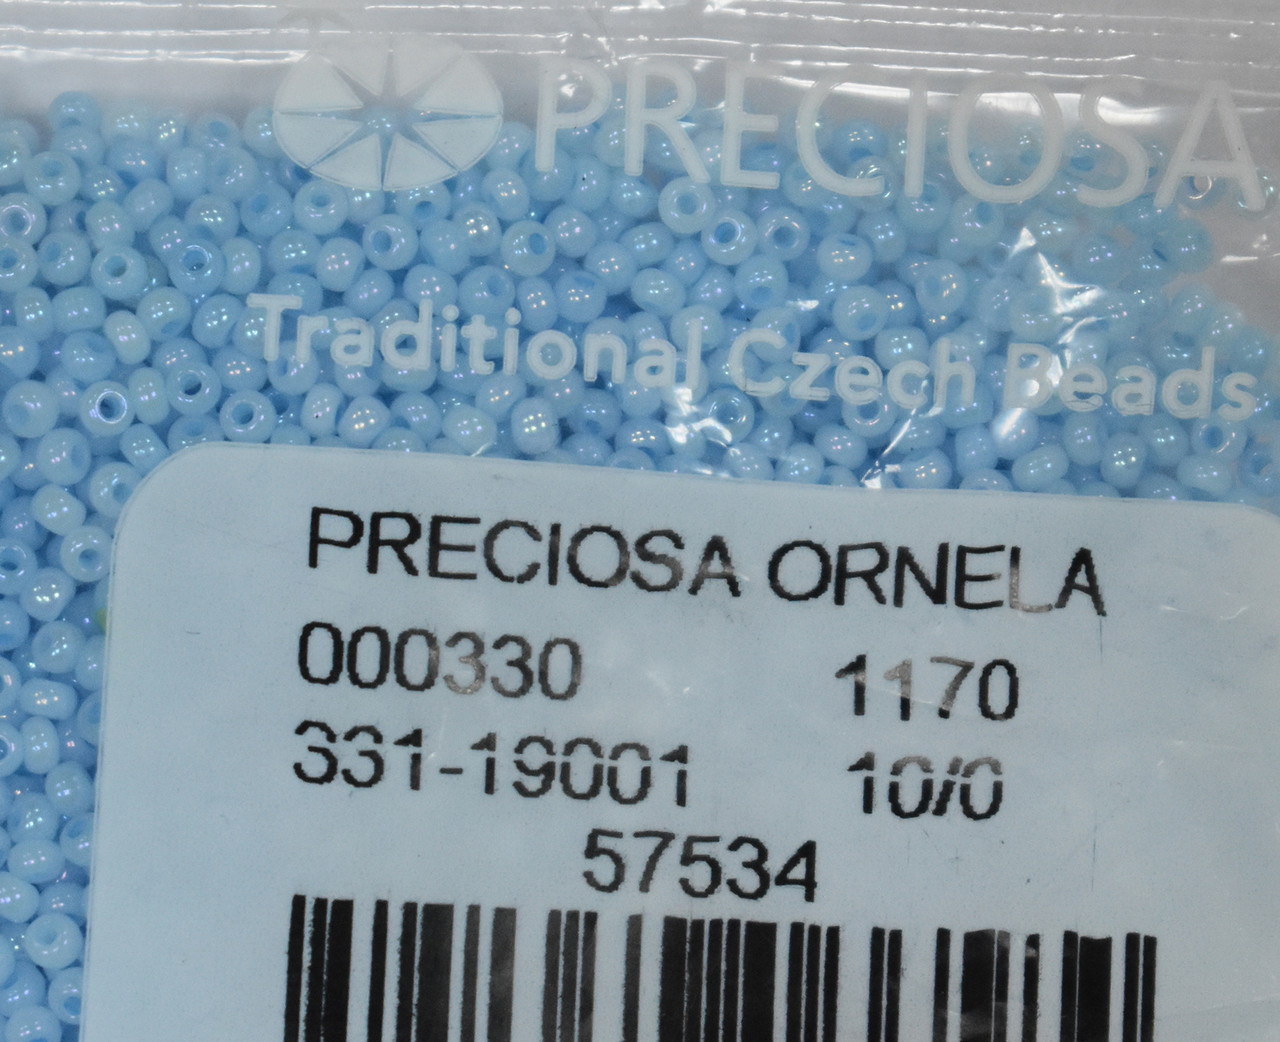 PRECIOSA
Traditional Czech Beads
PRECIOSA ORNELA
000330 1170
331-19001 10/0
57534